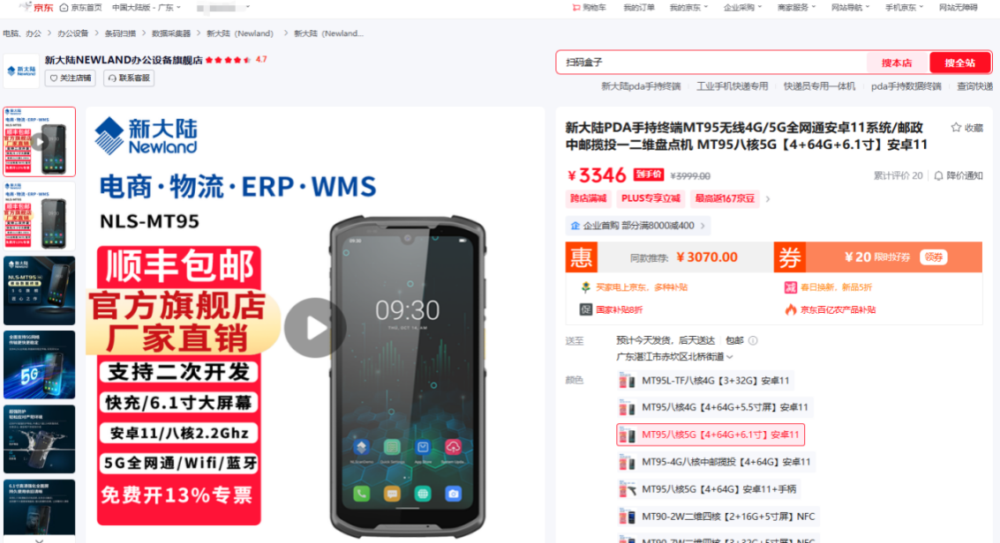 京东
京东首页
中国大陆版 - 广东
购物车
我的订单
我的京东
企业采购
商家服务
网站导航
手机京东
网站无障碍
电脑、办公 > 办公设备 > 条码扫描 > 数据采集器 > 新大陆（Newland） > 新大陆（Newland...
新大陆
Newland
新大陆NEWLAND办公设备旗舰店
4.7
关注店铺
联系客服
扫码盒子
搜本店
搜全站
新大陆pda手持终端
工业手机快递专用
快递员专用一体机
pda手持数据终端
查询快递
新大陆
Newland
电商·物流·ERP·WMS
NLS-MT95
顺丰包邮
官方旗舰店
厂家直销
支持二次开发
快充/6.1寸大屏幕
安卓11/八核2.2Ghz
5G全网通/Wifi/蓝牙
免费开13%专票
09:30
新大陆PDA手持终端MT95无线4G/5G全网通安卓11系统/邮政
中邮揽投一二维盘点机 MT95八核5G【4+64G+6.1寸】安卓11
收藏
￥3346 到手价 ￥3999.00
累计评价 20
降价通知
跨店满减
PLUS专享立减
最高返167京豆
企业首购 部分满8000减400
惠 同款推荐: ￥3070.00
券 ￥20 限时好券 领券
买家电上京东，多种补贴
减 春日换新，新品5折
促 国家补贴8折
京东百亿农产品补贴
送至
预计今天发货，后天送达
包邮
广东湛江市赤坎区北桥街道
颜色
MT95L-TF八核4G【3+32G】安卓11
MT95八核4G【4+64G+5.5寸屏】安卓11
MT95八核5G【4+64G+6.1寸】安卓11
MT95-4G八核中邮揽投【4+64G】安卓11
MT95八核5G【4+64G】安卓11+手柄
MT90-2W二维四核【2+16G+5寸屏】NFC
MT90-7W二维四核【3+32G+5寸屏】NFC